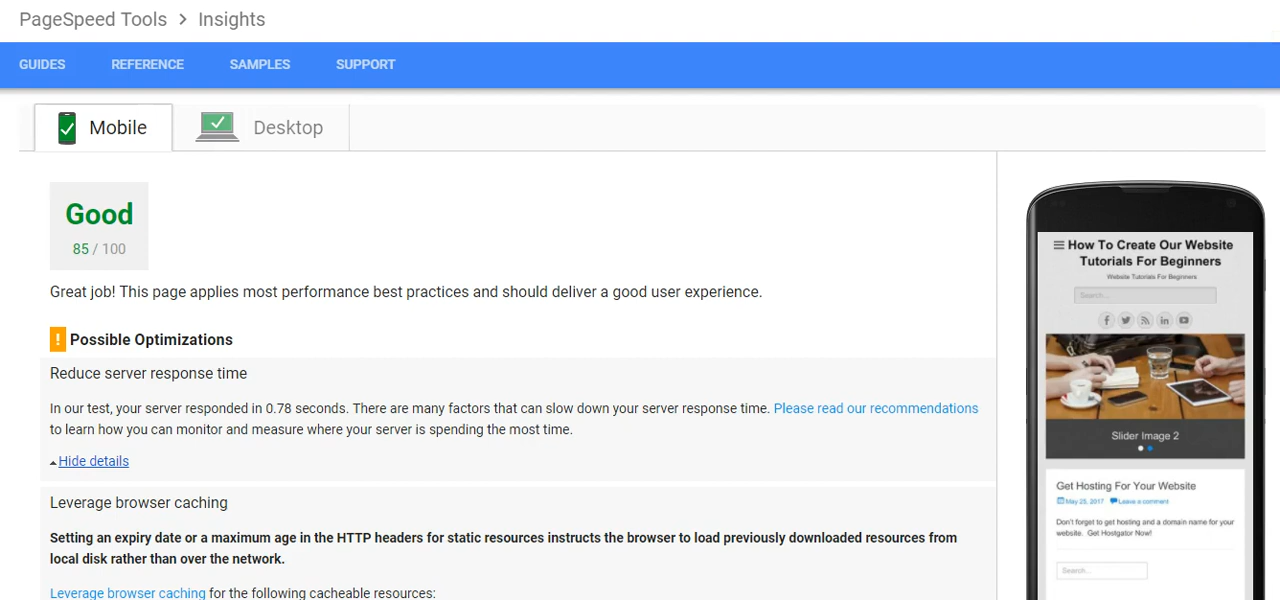 PageSpeed Tools > Insights
GUIDES REFERENCE SAMPLES SUPPORT
Mobile Desktop
Good
85 / 100
Great job! This page applies most performance best practices and should deliver a good user experience.
! Possible Optimizations
Reduce server response time
In our test, your server responded in 0.78 seconds. There are many factors that can slow down your server response time. Please read our recommendations
to learn how you can monitor and measure where your server is spending the most time.
Hide details
Leverage browser caching
Setting an expiry date or a maximum age in the HTTP headers for static resources instructs the browser to load previously downloaded resources from
local disk rather than over the network.
Leverage browser caching for the following cacheable resources:
How To Create Our Website
Tutorials For Beginners
Website Tutorials For Beginners
Search...
Slider Image 2
Get Hosting For Your Website
May 25, 2017 Leave a comment
Don't forget to get hosting and a domain name for your
website. Get Hostgator Now!
Search...